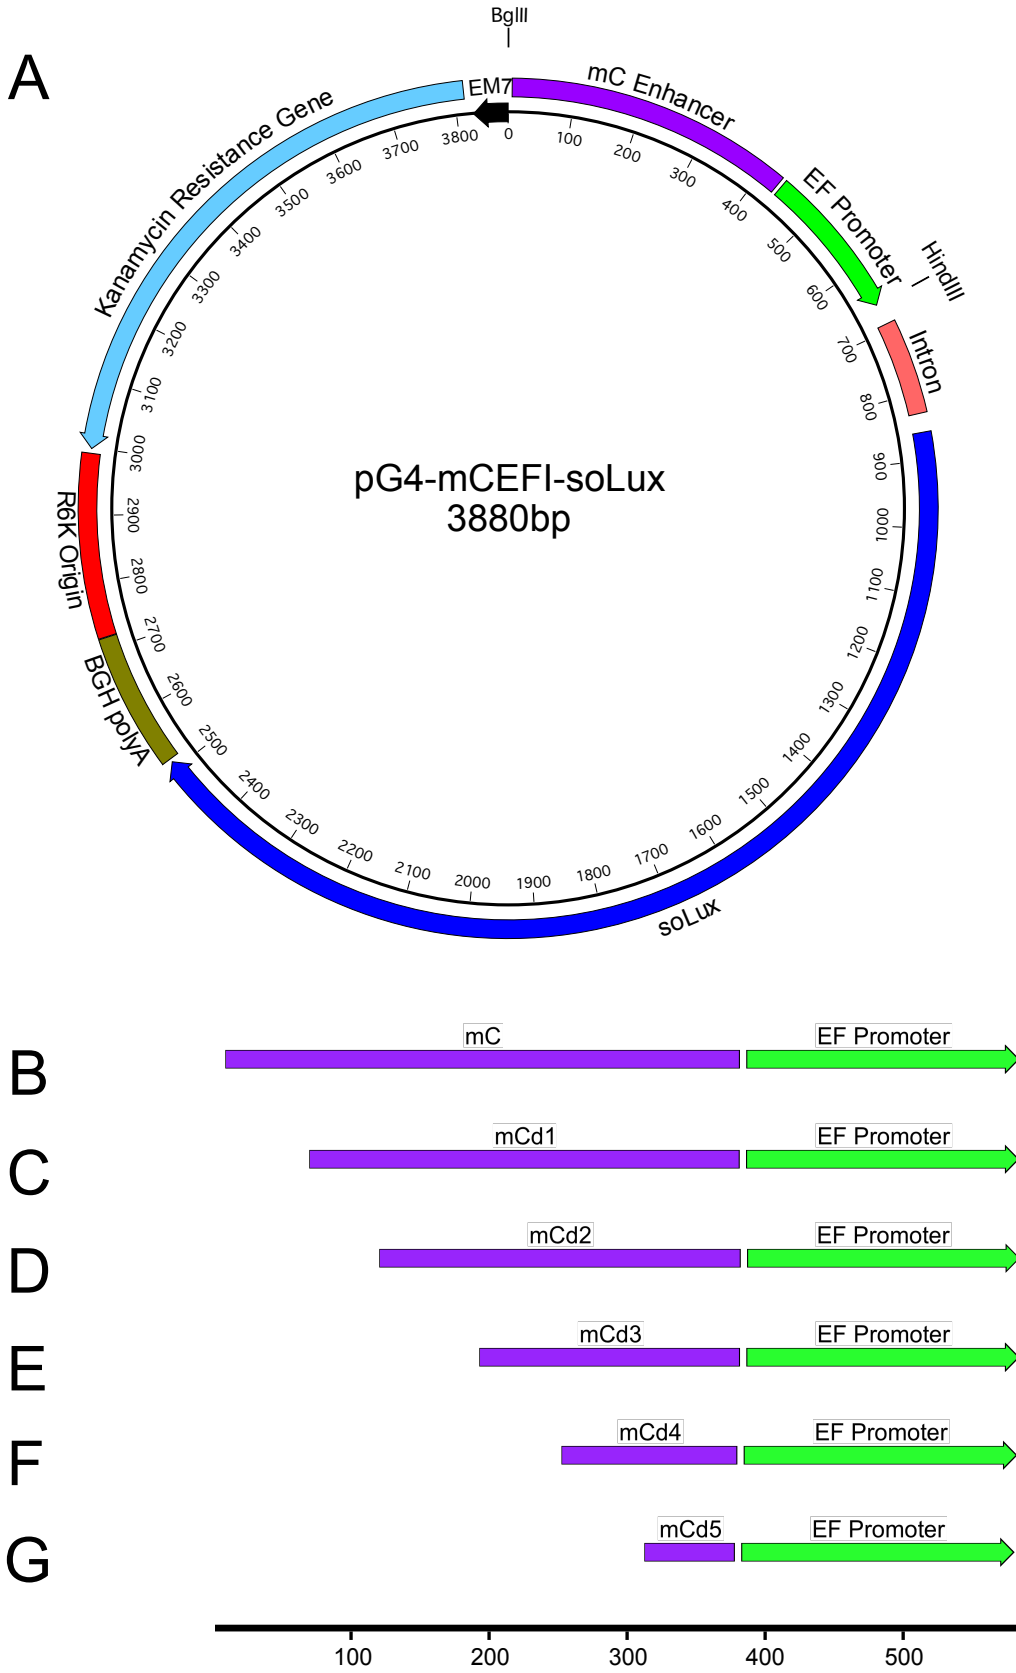 BglII
A
EM7
mC Enhancer
EF Promoter
HindIII
Intron
soLux
BGH polyA
R6K Origin
Kanamycin Resistance Gene
0
100
200
300
400
500
600
700
800
900
1000
1100
1200
1300
1400
1500
1600
1700
1800
1900
2000
2100
2200
2300
2400
2500
2600
2700
2800
2900
3000
3100
3200
3300
3400
3500
3600
3700
3800
pG4-mCEFI-soLux
3880bp
B
mC EF Promoter
C
mCd1 EF Promoter
D
mCd2 EF Promoter
E
mCd3 EF Promoter
F
mCd4 EF Promoter
G
mCd5 EF Promoter
100 200 300 400 500